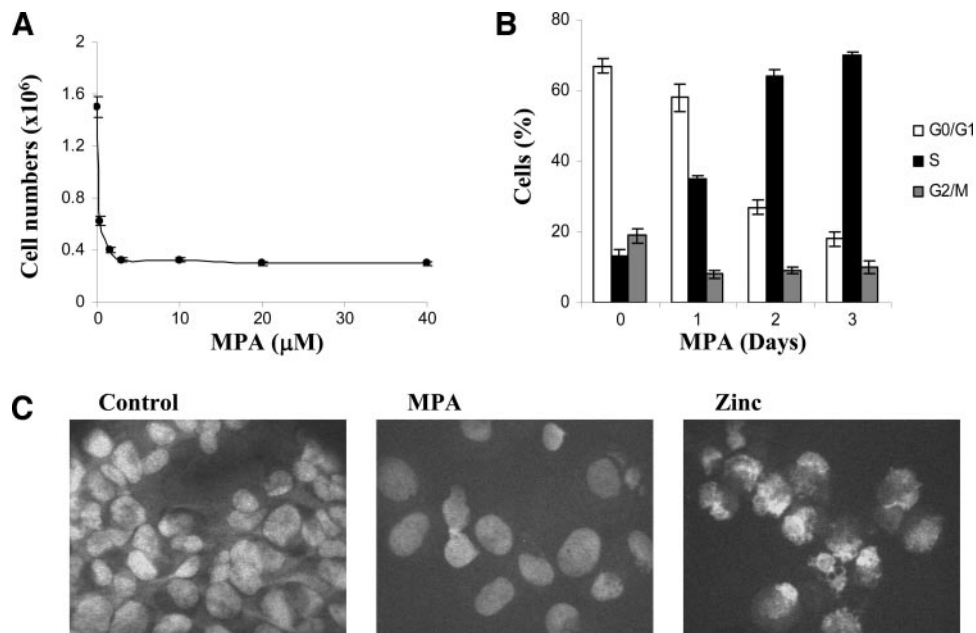 A
Cell numbers (x10⁶)
2
1.6
1.2
0.8
0.4
0
0
10
20
30
40
MPA (μM)
B
Cells (%)
80
60
40
20
0
0
1
2
3
MPA (Days)
G0/G1
S
G2/M
C
Control
MPA
Zinc